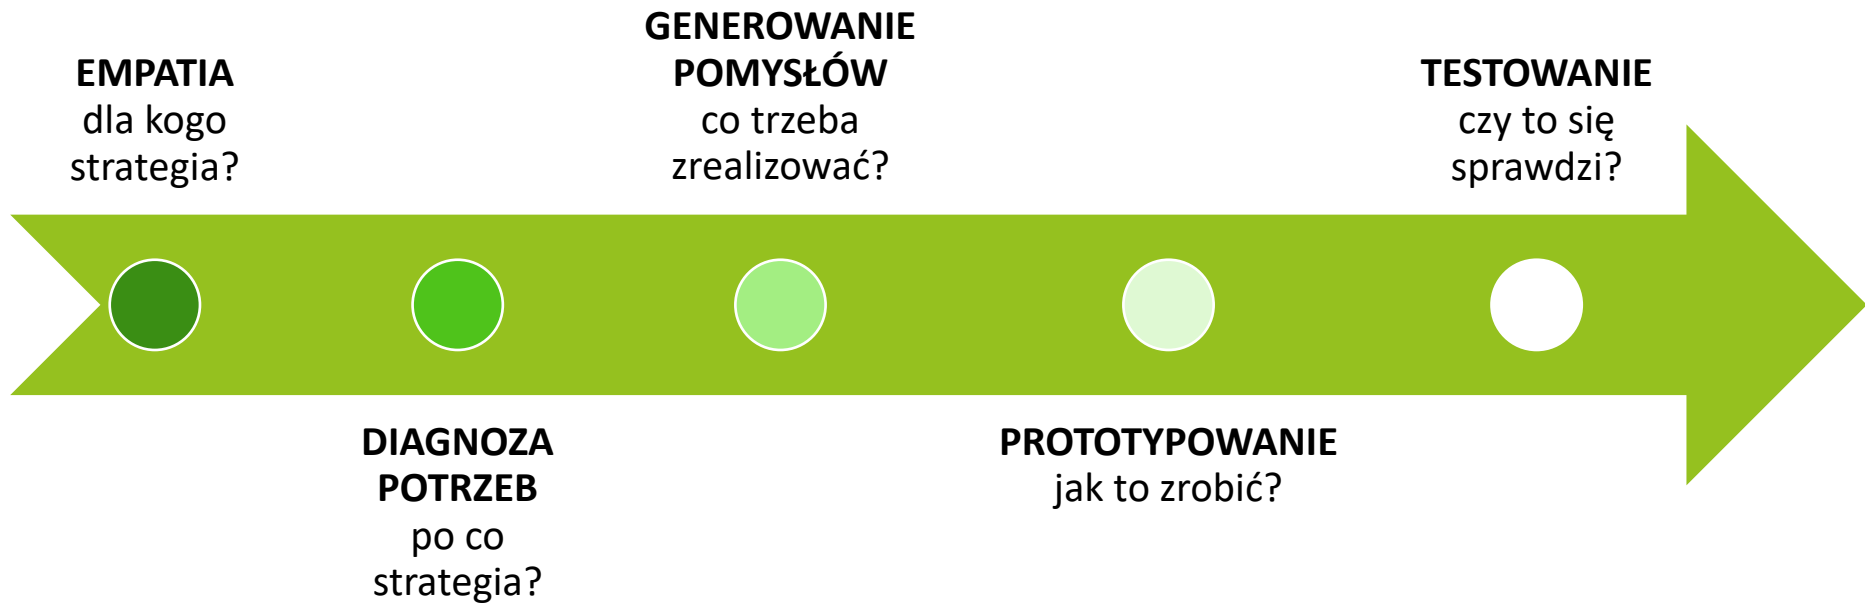 EMPATIA
dla kogo
strategia?
DIAGNOZA
POTRZEB
po co
strategia?
GENEROWANIE
POMYSŁÓW
co trzeba
zrealizować?
PROTOTYPOWANIE
jak to zrobić?
TESTOWANIE
czy to się
sprawdzi?